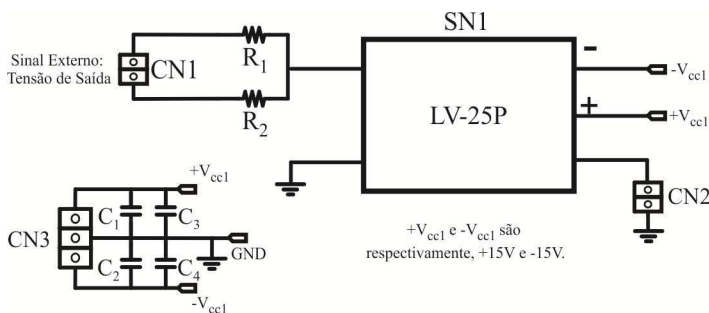 SN1
Sinal Externo:
Tensão de Saída
CN1
R1
R2
LV-25P
-
-Vcc1
+
+Vcc1
CN2
+Vcc1
CN3
C1
C3
C2
C4
GND
-Vcc1
+Vcc1 e -Vcc1 são
respectivamente, +15V e -15V.